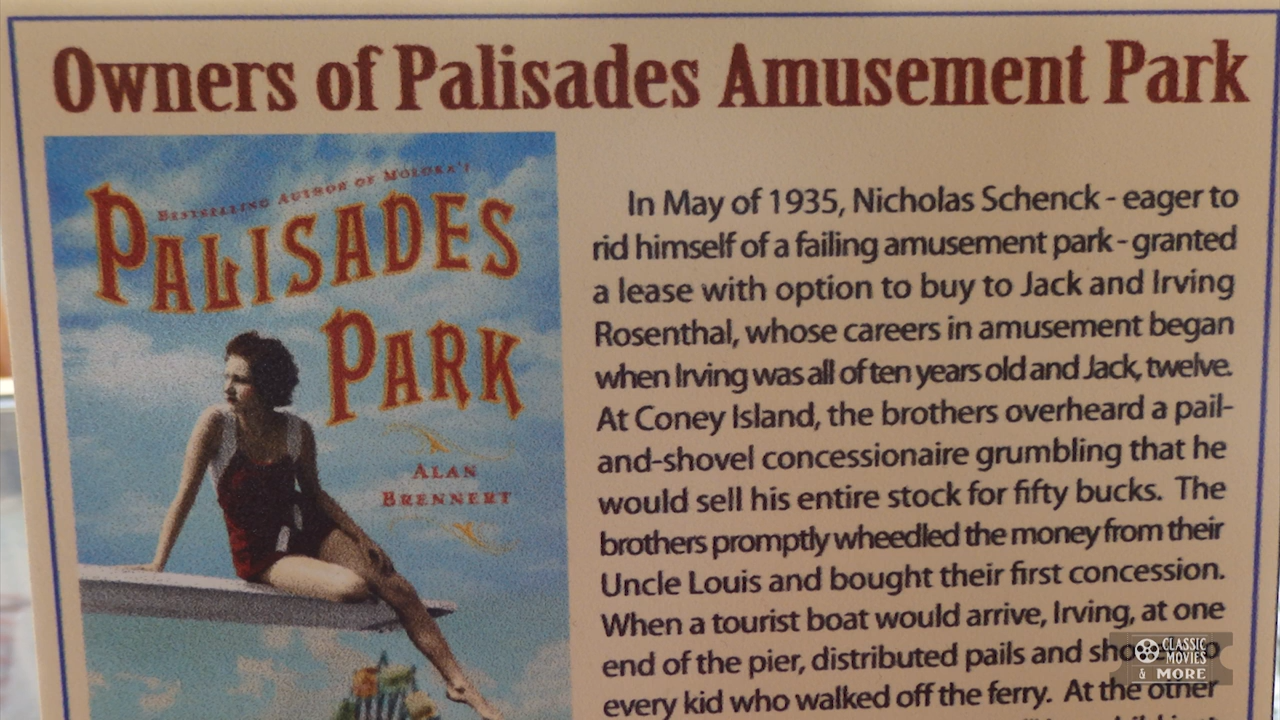 Owners of Palisades Amusement Park
BESTSELLING AUTHOR OF MOLOKA'I
PALISADES
PARK
ALAN
BRENNERT
In May of 1935, Nicholas Schenck - eager to
rid himself of a failing amusement park - granted
a lease with option to buy to Jack and Irving
Rosenthal, whose careers in amusement began
when Irving was all of ten years old and Jack, twelve.
At Coney Island, the brothers overheard a pail-
and-shovel concessionaire grumbling that he
would sell his entire stock for fifty bucks. The
brothers promptly wheedled the money from their
Uncle Louis and bought their first concession.
When a tourist boat would arrive, Irving, at one
end of the pier, distributed pails and
every kid who walked off the ferry. At the other
CLASSIC
MOVIES
& MORE